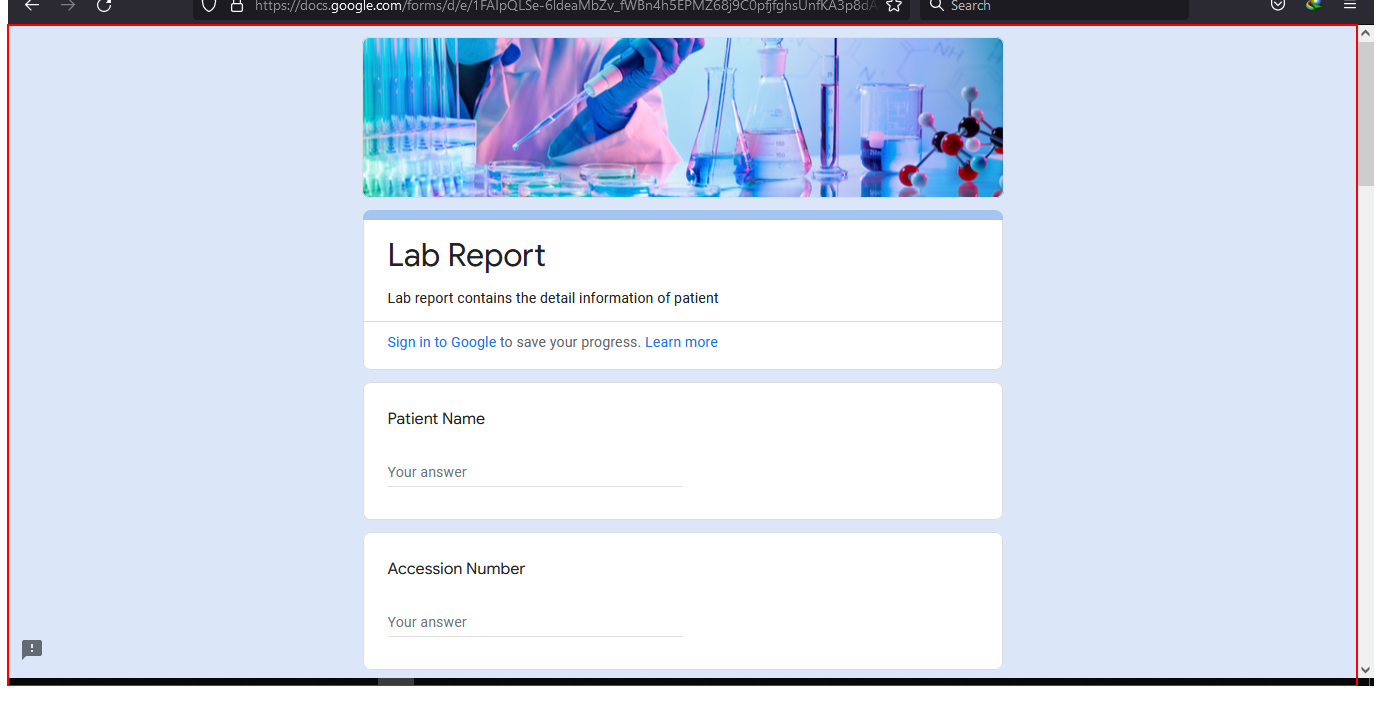 https://docs.google.com/forms/d/e/1FAIpQLSe-6IdeaMbZv_fWBn4h5EPMZ68j9C0pfjfghsUnfKA3p8dA
Search
Lab Report
Lab report contains the detail information of patient
Sign in to Google to save your progress. Learn more
Patient Name
Your answer
Accession Number
Your answer